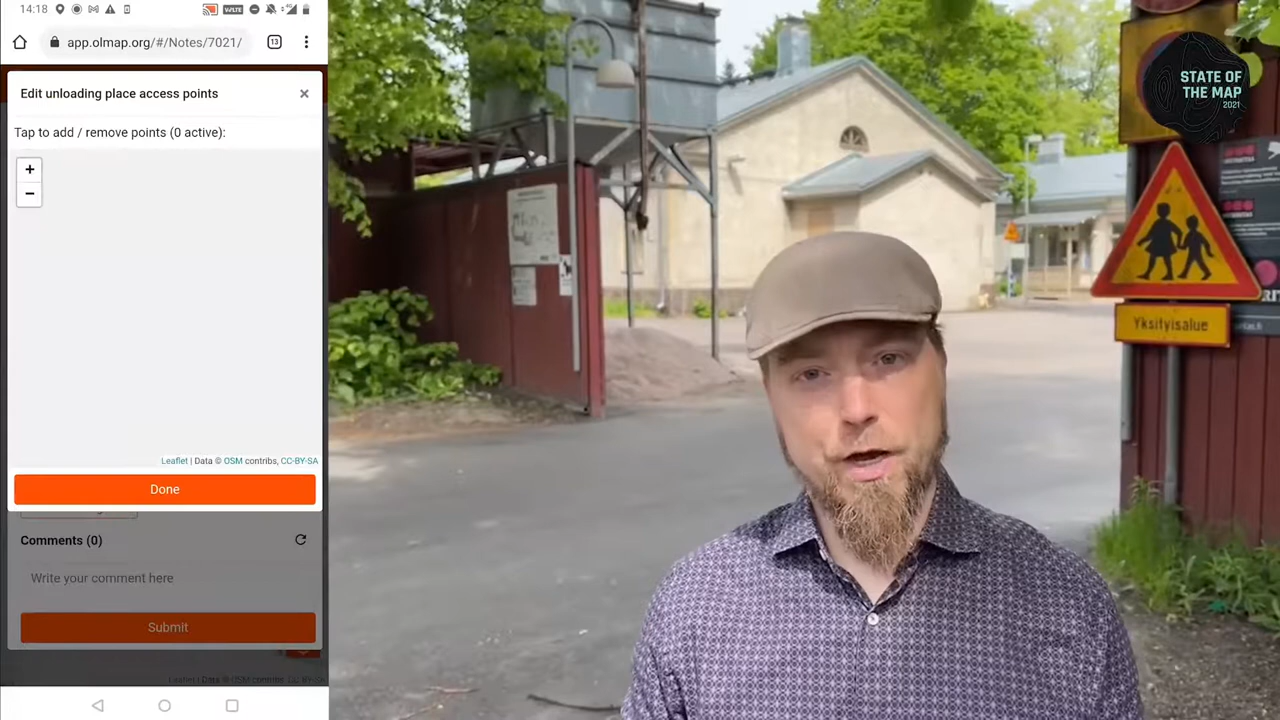 14:18
VoLTE
app.olmap.org/#/Notes/7021/
13
Edit unloading place access points
×
Tap to add / remove points (0 active):
+
−
Leaflet | Data © OSM contribs, CC-BY-SA
Done
Comments (0)
Write your comment here
Submit
STATE OF
THE MAP
2021
Yksityisalue